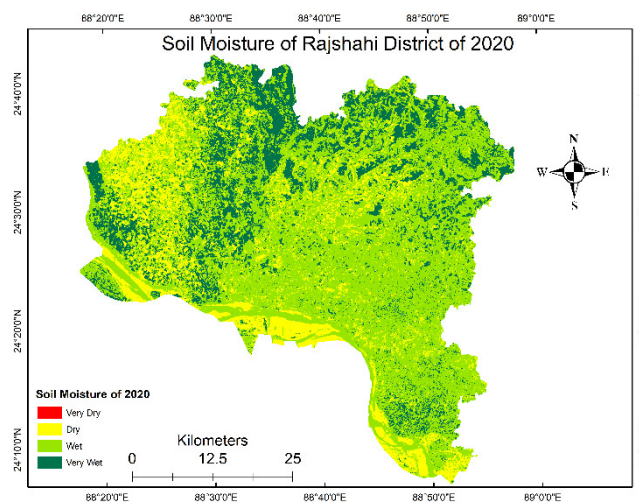 88°20'0"E 88°30'0"E 88°40'0"E 88°50'0"E 89°0'0"E
Soil Moisture of Rajshahi District of 2020
24°40'0"N
24°30'0"N
24°20'0"N
24°10'0"N
N
W E
S
Soil Moisture of 2020
Very Dry
Dry
Wet
Very Wet
Kilometers
0 12.5 25
88°20'0"E 88°30'0"E 88°40'0"E 88°50'0"E 89°0'0"E